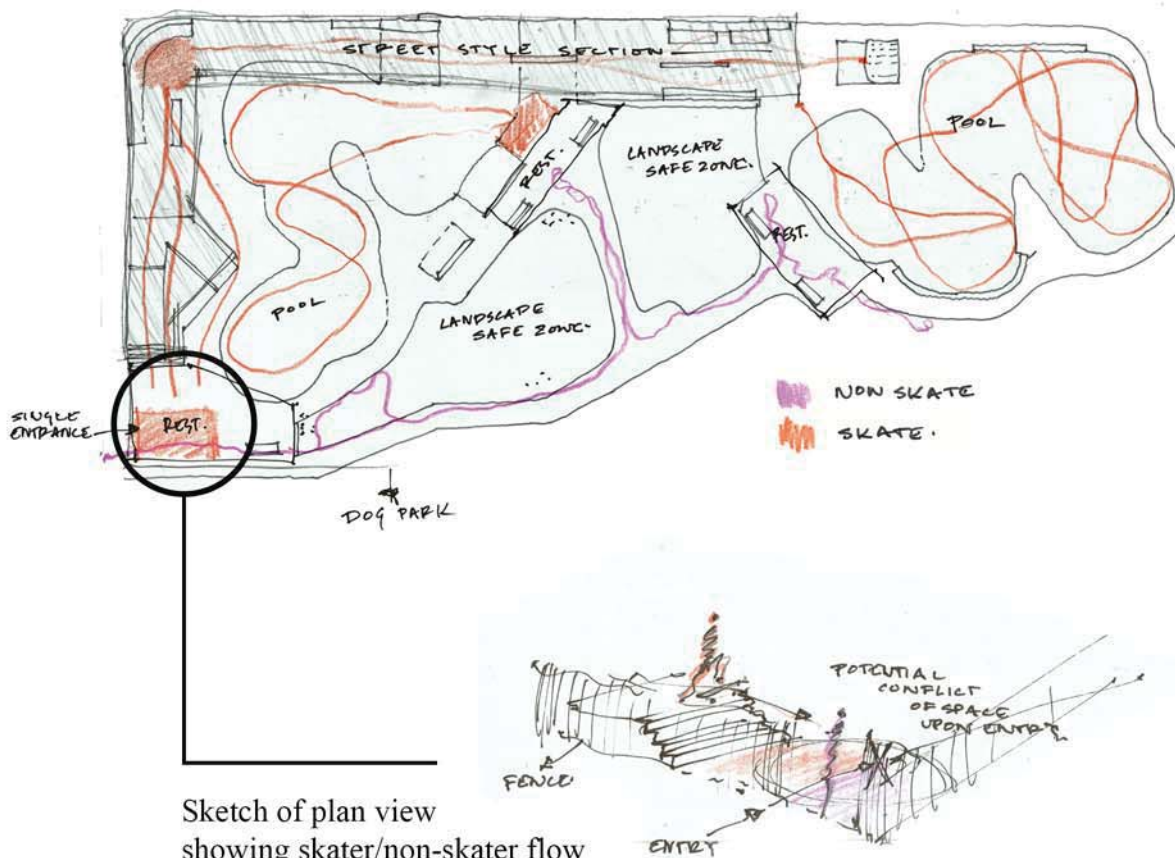 STREET STYLE SECTION
POOL
REST.
LANDSCAPE
SAFE ZONE.
POOL
REST.
LANDSCAPE
SAFE ZONE.
NON SKATE
SKATE.
SINGLE
ENTRANCE
REST.
DOG PARK
POTENTIAL
CONFLICT
OF SPACE
UPON ENTRY
FENCE
ENTRY
Sketch of plan view
showing skater/non-skater flow